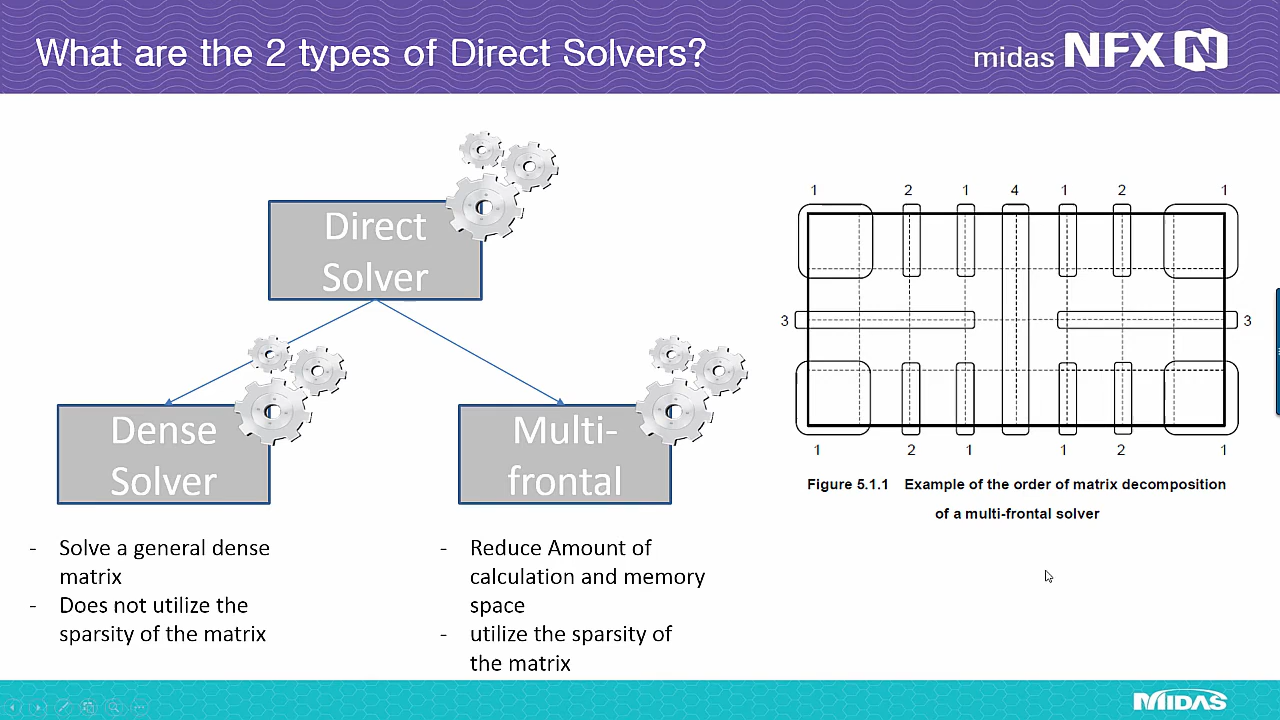 What are the 2 types of Direct Solvers?
midas NFX N
Direct
Solver
Dense
Solver
Multi-
frontal
- Solve a general dense
matrix
- Does not utilize the
sparsity of the matrix
- Reduce Amount of
calculation and memory
space
- utilize the sparsity of
the matrix
1 2 1 4 1 2 1
3 3
1 2 1 1 2 1
Figure 5.1.1 Example of the order of matrix decomposition
of a multi-frontal solver
MIDAS